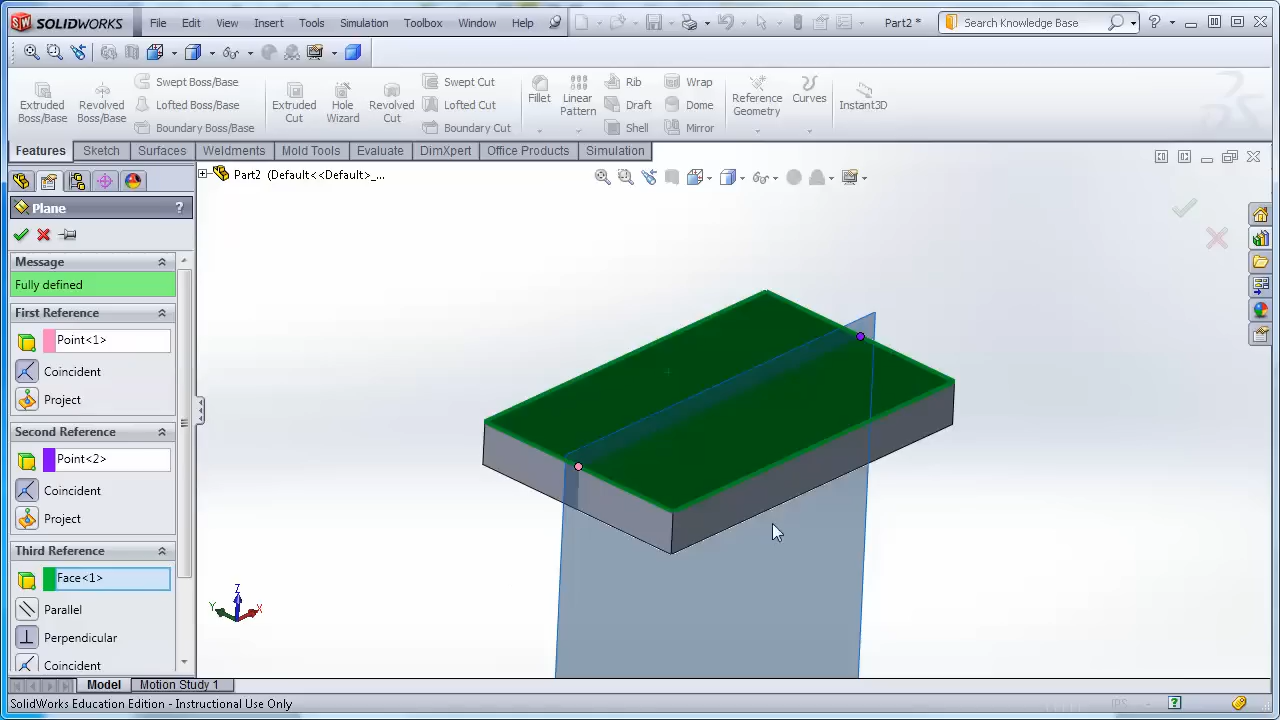 SOLIDWORKS File Edit View Insert Tools Simulation Toolbox Window Help Part2 * Search Knowledge Base
Extruded Boss/Base
Revolved Boss/Base
Swept Boss/Base
Lofted Boss/Base
Boundary Boss/Base
Extruded Cut
Hole Wizard
Revolved Cut
Swept Cut
Lofted Cut
Boundary Cut
Fillet
Linear Pattern
Rib
Draft
Shell
Wrap
Dome
Mirror
Reference Geometry
Curves
Instant3D
Features Sketch Surfaces Weldments Mold Tools Evaluate DimXpert Office Products Simulation
Part2 (Default<<Default>_...
Plane ?
Message
Fully defined
First Reference
Point<1>
Coincident
Project
Second Reference
Point<2>
Coincident
Project
Third Reference
Face<1>
Parallel
Perpendicular
Coincident
Z
Y
X
Model Motion Study 1
SolidWorks Education Edition - Instructional Use Only